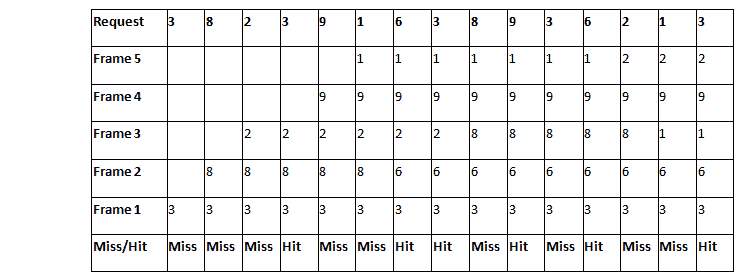 Request 3 8 2 3 9 1 6 3 8 9 3 6 2 1 3
Frame 5 1 1 1 1 1 1 1 2 2 2
Frame 4 9 9 9 9 9 9 9 9 9 9 9
Frame 3 2 2 2 2 2 2 8 8 8 8 8 1 1
Frame 2 8 8 8 8 8 6 6 6 6 6 6 6 6 6
Frame 1 3 3 3 3 3 3 3 3 3 3 3 3 3 3 3
Miss/Hit Miss Miss Miss Hit Miss Miss Hit Hit Miss Hit Miss Hit Miss Miss Hit